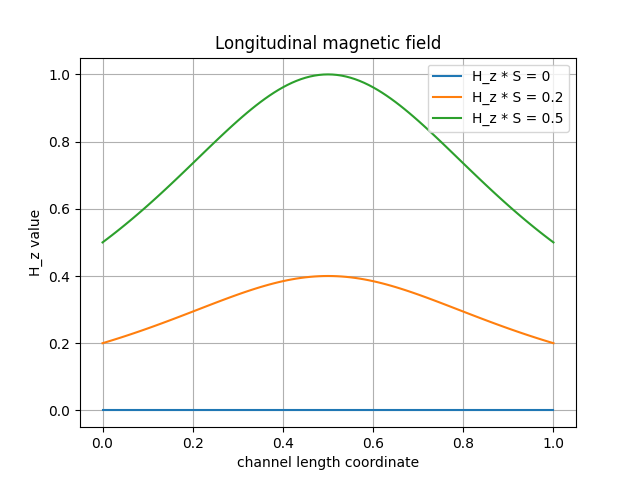 Longitudinal magnetic field
H_z * S = 0
H_z * S = 0.2
H_z * S = 0.5
1.0
0.8
0.6
0.4
0.2
0.0
H_z value
0.0 0.2 0.4 0.6 0.8 1.0
channel length coordinate